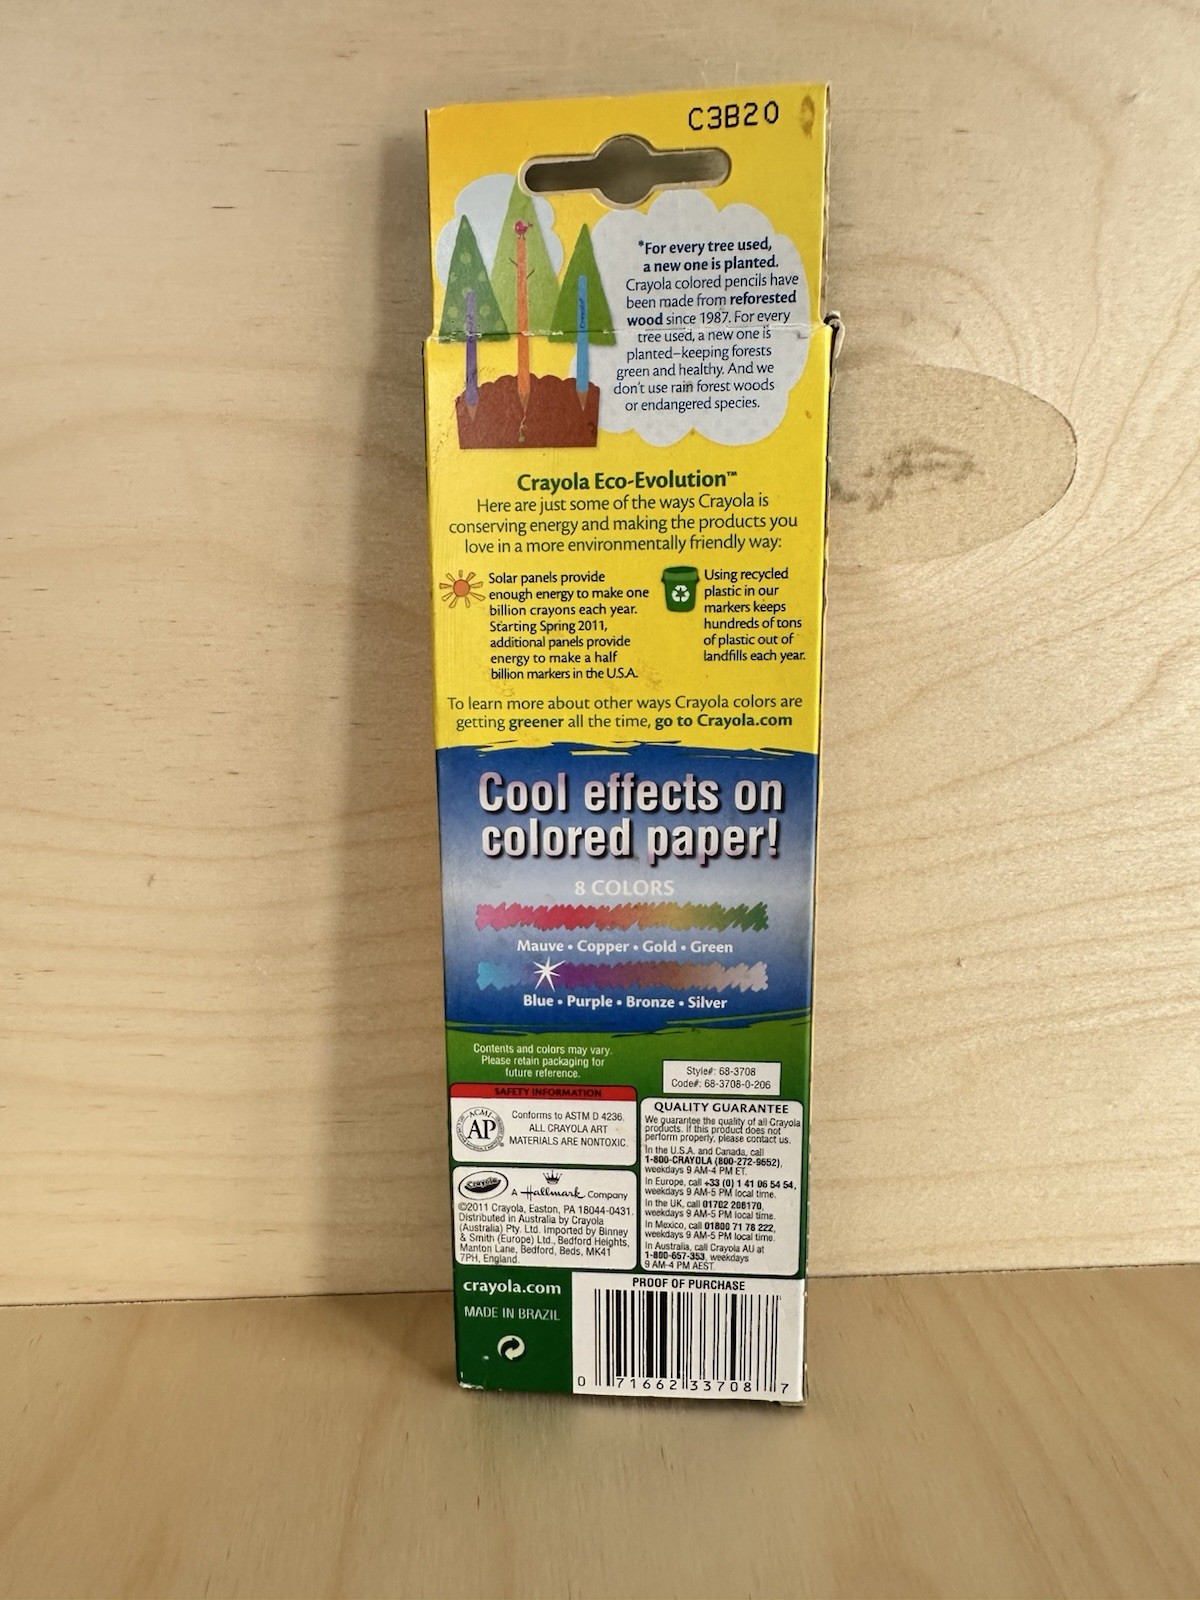 C3B20
*For every tree used,
a new one is planted.
Crayola colored pencils have
been made from reforested
wood since 1987. For every
tree used, a new one is
planted–keeping forests
green and healthy. And we
don't use rain forest woods
or endangered species.
Crayola Eco-Evolution™
Here are just some of the ways Crayola is
conserving energy and making the products you
love in a more environmentally friendly way:
Solar panels provide
enough energy to make one
billion crayons each year.
Starting Spring 2011,
additional panels provide
energy to make a half
billion markers in the U.S.A.
Using recycled
plastic in our
markers keeps
hundreds of tons
of plastic out of
landfills each year.
To learn more about other ways Crayola colors are
getting greener all the time, go to Crayola.com
Cool effects on
colored paper!
8 COLORS
Mauve • Copper • Gold • Green
Blue • Purple • Bronze • Silver
Contents and colors may vary.
Please retain packaging for
future reference.
Style#: 68-3708
Code#: 68-3708-0-206
SAFETY INFORMATION
ACMI
AP
Conforms to ASTM D 4236.
ALL CRAYOLA ART
MATERIALS ARE NONTOXIC.
Crayola
A Hallmark Company
©2011 Crayola, Easton, PA 18044-0431.
Distributed in Australia by Crayola
(Australia) Pty. Ltd. Imported by Binney
& Smith (Europe) Ltd., Bedford Heights,
Manton Lane, Bedford, Beds, MK41
7PH, England.
QUALITY GUARANTEE
We guarantee the quality of all Crayola
products. If this product does not
perform properly, please contact us.
In the U.S.A. and Canada, call
1-800-CRAYOLA (800-272-9652),
weekdays 9 AM-4 PM ET.
In Europe, call +33 (0) 1 41 06 54 54,
weekdays 9 AM-5 PM local time.
In the UK, call 01702 208170,
weekdays 9 AM-5 PM local time.
In Mexico, call 01800 71 78 222,
weekdays 9 AM-5 PM local time.
In Australia, call Crayola AU at
1-800-657-353, weekdays
9 AM-4 PM AEST.
crayola.com
MADE IN BRAZIL
PROOF OF PURCHASE
0 71662 33708 7